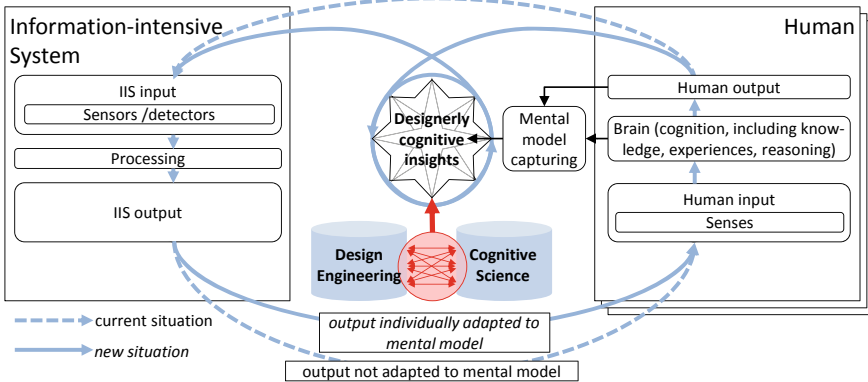 Information-intensive
System
IIS input
Sensors /detectors
Processing
IIS output
Designerly
cognitive
insights
Mental
model
capturing
Human
Human output
Brain (cognition, including know-
ledge, experiences, reasoning)
Human input
Senses
Design
Engineering
Cognitive
Science
current situation
new situation
output individually adapted to
mental model
output not adapted to mental model